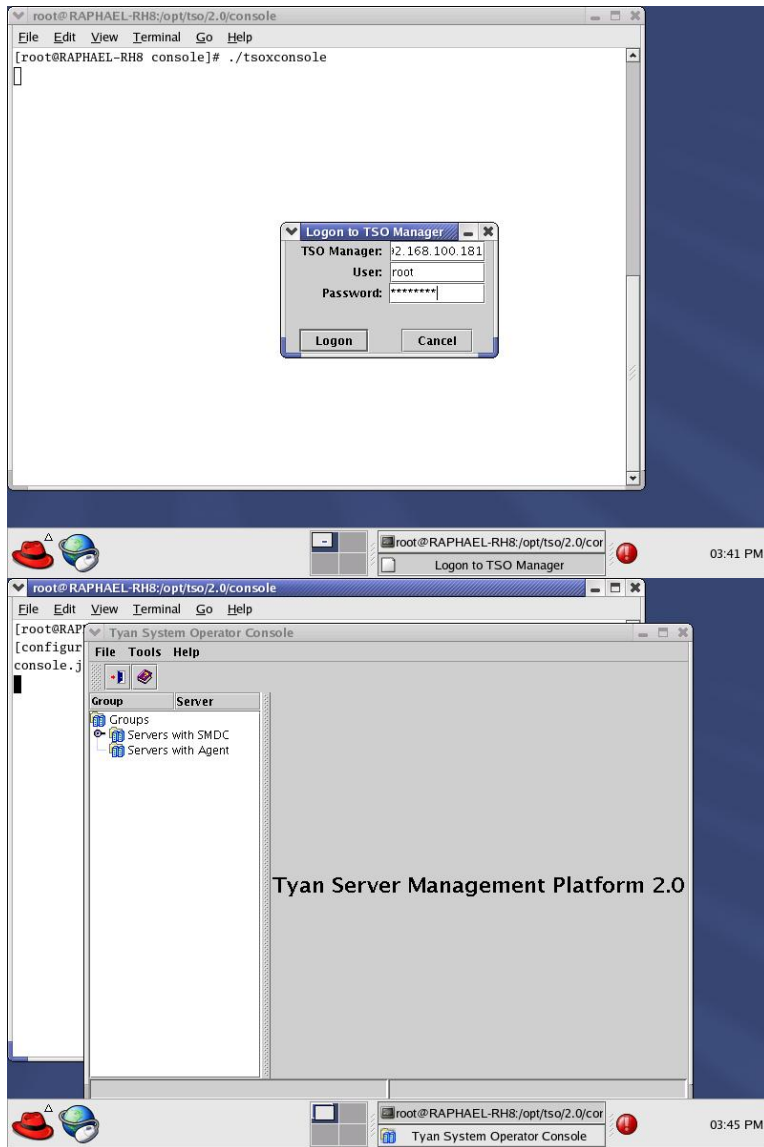 root@RAPHAEL-RH8:/opt/tso/2.0/console
File Edit View Terminal Go Help
[root@RAPHAEL-RH8 console]# ./tsoxconsole
Logon to TSO Manager
TSO Manager: 2.168.100.181
User: root
Password: ********
Logon Cancel
root@RAPHAEL-RH8:/opt/tso/2.0/cor
Logon to TSO Manager
03:41 PM
root@RAPHAEL-RH8:/opt/tso/2.0/console
File Edit View Terminal Go Help
[root@RAP
[configur
console.j
Tyan System Operator Console
File Tools Help
Group Server
Groups
Servers with SMDC
Servers with Agent
Tyan Server Management Platform 2.0
root@RAPHAEL-RH8:/opt/tso/2.0/cor
Tyan System Operator Console
03:45 PM